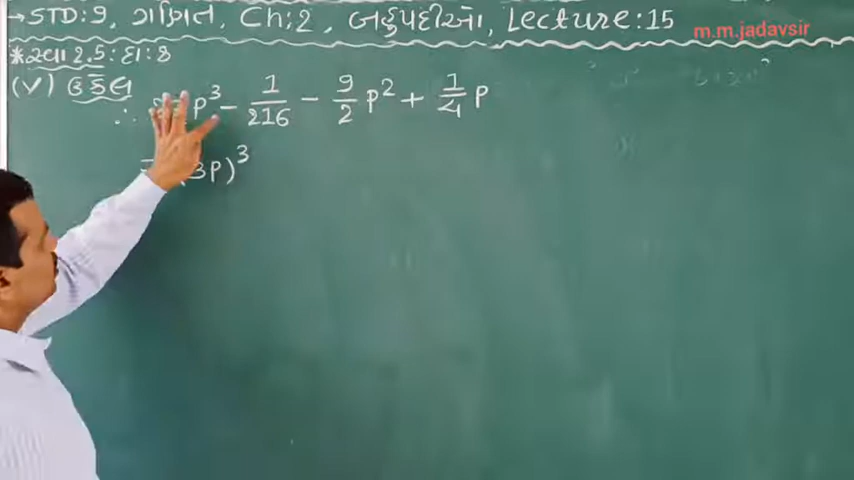 →STD:9, ગણિત, Ch:2, બહુપદીઓ, Lecture:15
m.m.jadavsir
*સ્વા 2.5: દા: 8
(v) ઉકેલ
∴ p³ - 1/216 - 9/2 p² + 1/4 p
= (3p)³